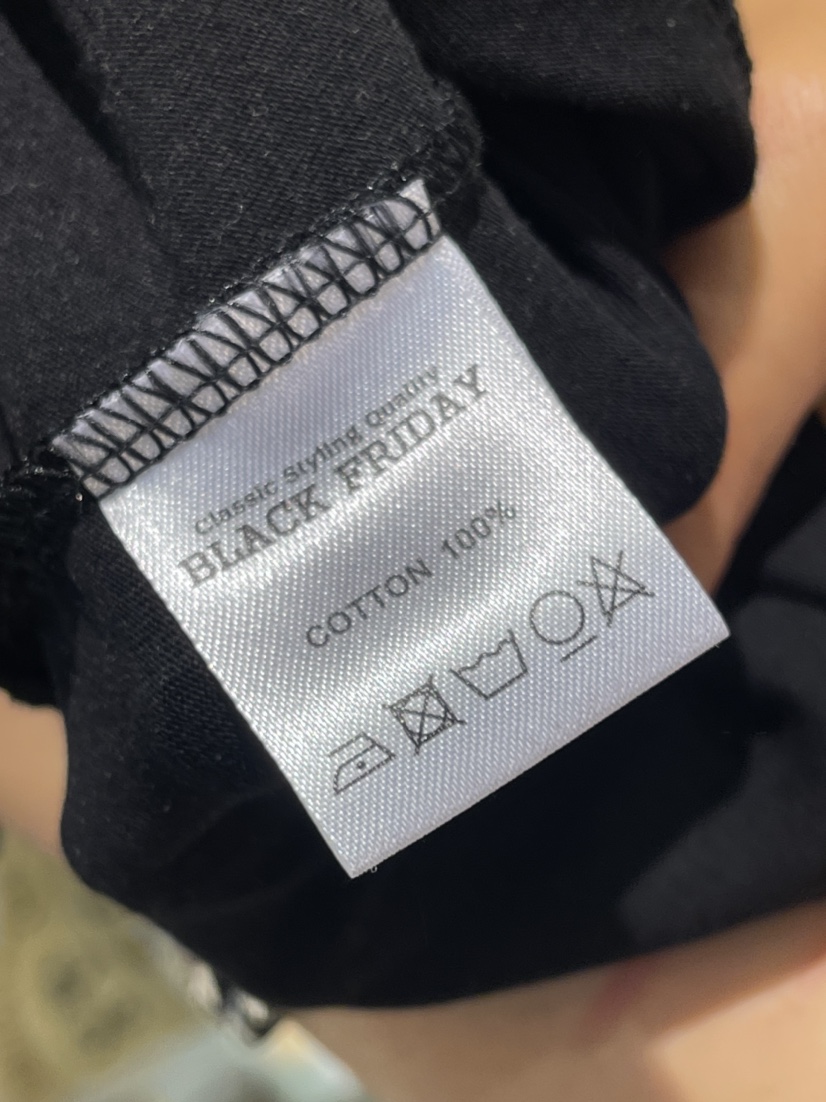 Classic Styling Quality
BLACK FRIDAY
COTTON 100%